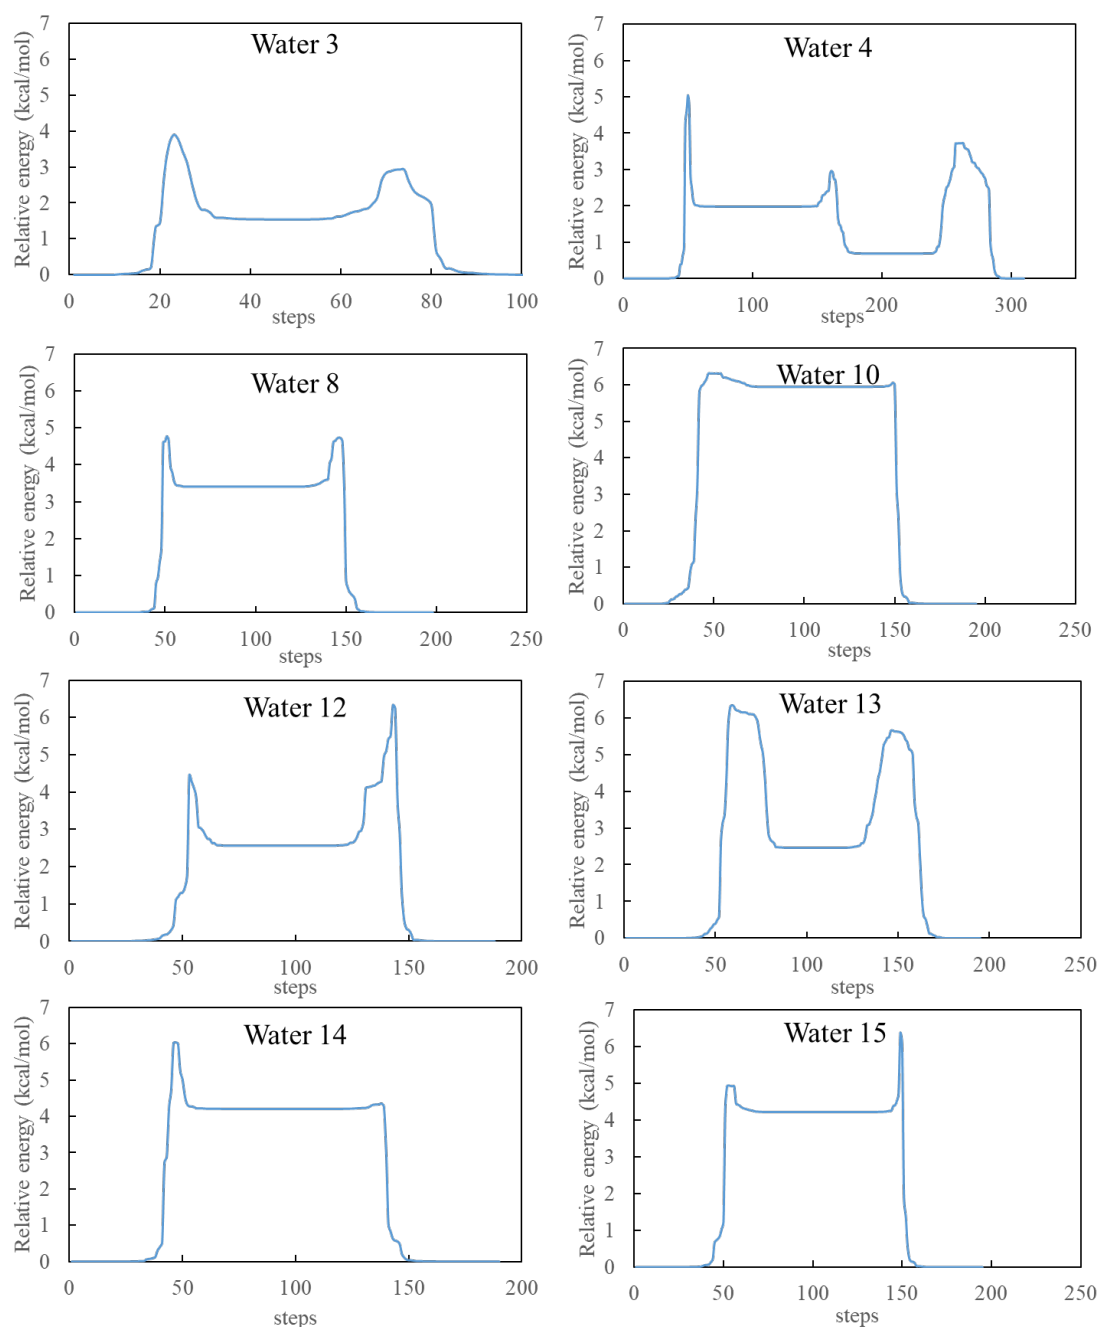 Water 3
Relative energy (kcal/mol)
7
6
5
4
3
2
1
0
0 20 40 60 80 100
steps
Water 4
Relative energy (kcal/mol)
7
6
5
4
3
2
1
0
0 100 200 300
steps
Water 8
Relative energy (kcal/mol)
7
6
5
4
3
2
1
0
0 50 100 150 200 250
steps
Water 10
Relative energy (kcal/mol)
7
6
5
4
3
2
1
0
0 50 100 150 200 250
steps
Water 12
Relative energy (kcal/mol)
7
6
5
4
3
2
1
0
0 50 100 150 200
steps
Water 13
Relative energy (kcal/mol)
7
6
5
4
3
2
1
0
0 50 100 150 200 250
steps
Water 14
Relative energy (kcal/mol)
7
6
5
4
3
2
1
0
0 50 100 150 200
steps
Water 15
Relative energy (kcal/mol)
7
6
5
4
3
2
1
0
0 50 100 150 200 250
steps